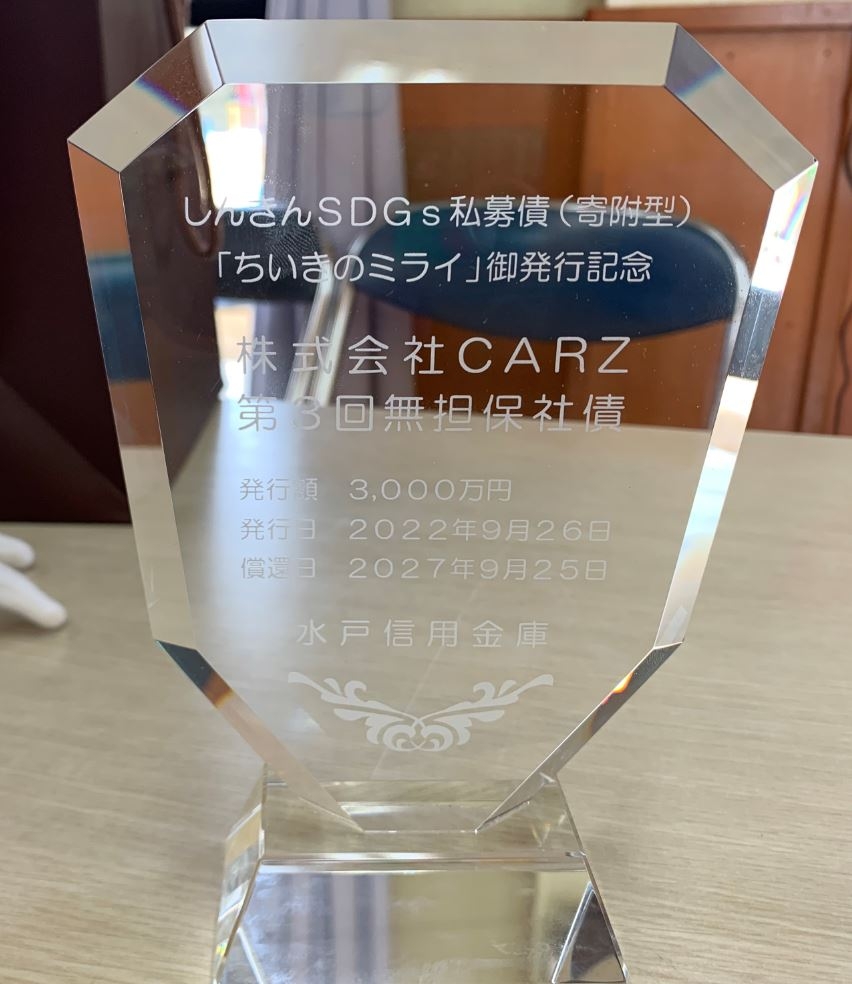 しんきんSDGs私募債(寄附型)
「ちいきのミライ」御発行記念
株式会社CARZ
第3回無担保社債
発行額 3,000万円
発行日 2022年9月26日
償還日 2027年9月25日
水戸信用金庫